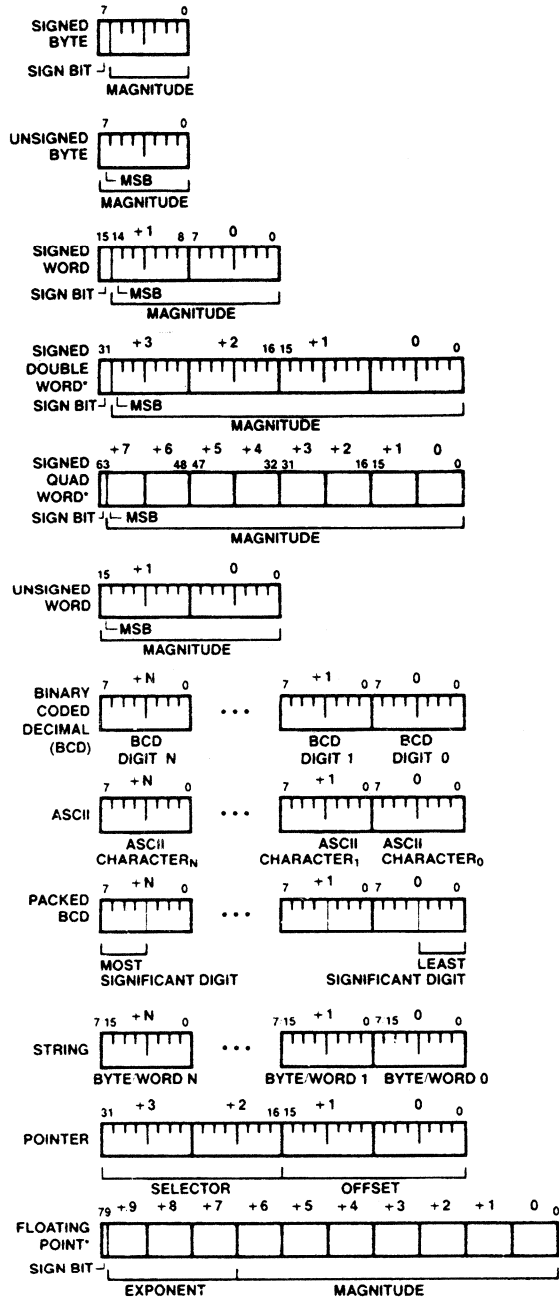 7 0
SIGNED
BYTE
SIGN BIT
MAGNITUDE
7 0
UNSIGNED
BYTE
MSB
MAGNITUDE
15 14 +1 8 7 0 0
SIGNED
WORD
SIGN BIT MSB
MAGNITUDE
31 +3 +2 16 15 +1 0 0
SIGNED
DOUBLE
WORD*
SIGN BIT MSB
MAGNITUDE
+7 +6 +5 +4 +3 +2 +1 0
63 48 47 32 31 16 15 0
SIGNED
QUAD
WORD*
SIGN BIT MSB
MAGNITUDE
15 +1 0 0
UNSIGNED
WORD
MSB
MAGNITUDE
7 +N 0 7 +1 0 7 0 0
BINARY
CODED
DECIMAL
(BCD)
• • •
BCD BCD BCD
DIGIT N DIGIT 1 DIGIT 0
7 +N 0 7 +1 0 7 0 0
ASCII • • •
ASCII ASCII ASCII
CHARACTERN CHARACTER1 CHARACTER0
7 +N 0 7 +1 0 7 0 0
PACKED
BCD
• • •
MOST LEAST
SIGNIFICANT DIGIT SIGNIFICANT DIGIT
7 15 +N 0 7 15 +1 0 7 15 0 0
STRING • • •
BYTE/WORD N BYTE/WORD 1 BYTE/WORD 0
31 +3 +2 16 15 +1 0 0
POINTER
SELECTOR OFFSET
79 +9 +8 +7 +6 +5 +4 +3 +2 +1 0 0
FLOATING
POINT*
SIGN BIT
EXPONENT MAGNITUDE